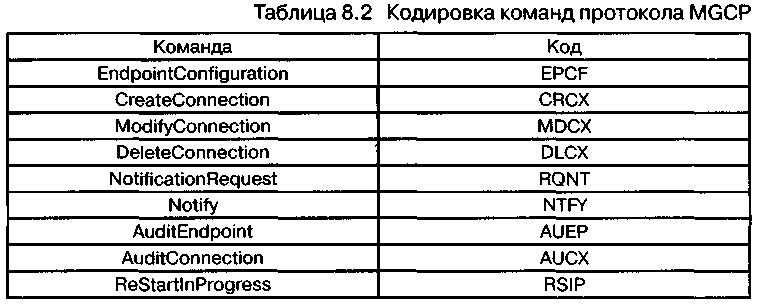 Таблица 8.2 Кодировка команд протокола MGCP
Команда Код
EndpointConfiguration EPCF
CreateConnection CRCX
ModifyConnection MDCX
DeleteConnection DLCX
NotificationRequest RQNT
Notify NTFY
AuditEndpoint AUEP
AuditConnection AUCX
ReStartInProgress RSIP